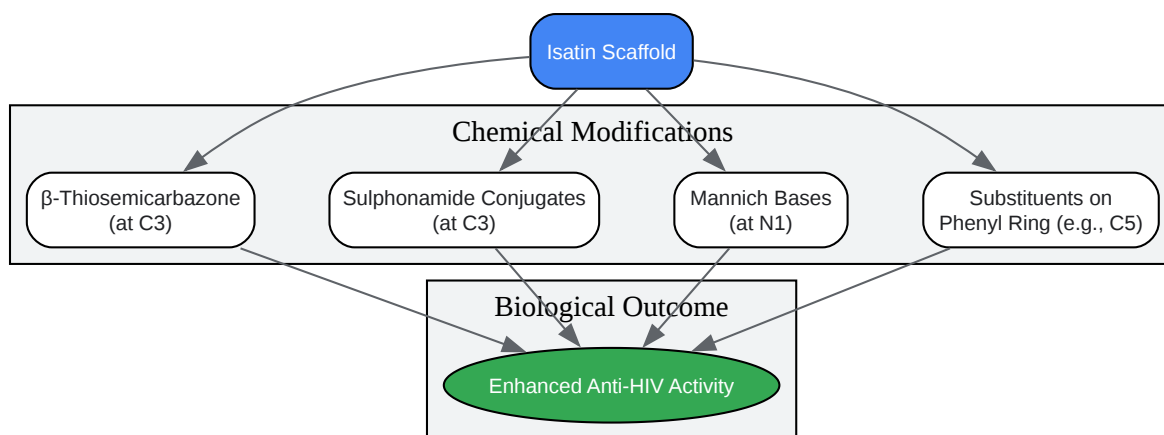 Isatin Scaffold
Chemical Modifications
β-Thiosemicarbazone
(at C3)
Sulphonamide Conjugates
(at C3)
Mannich Bases
(at N1)
Substituents on
Phenyl Ring (e.g., C5)
Biological Outcome
Enhanced Anti-HIV Activity